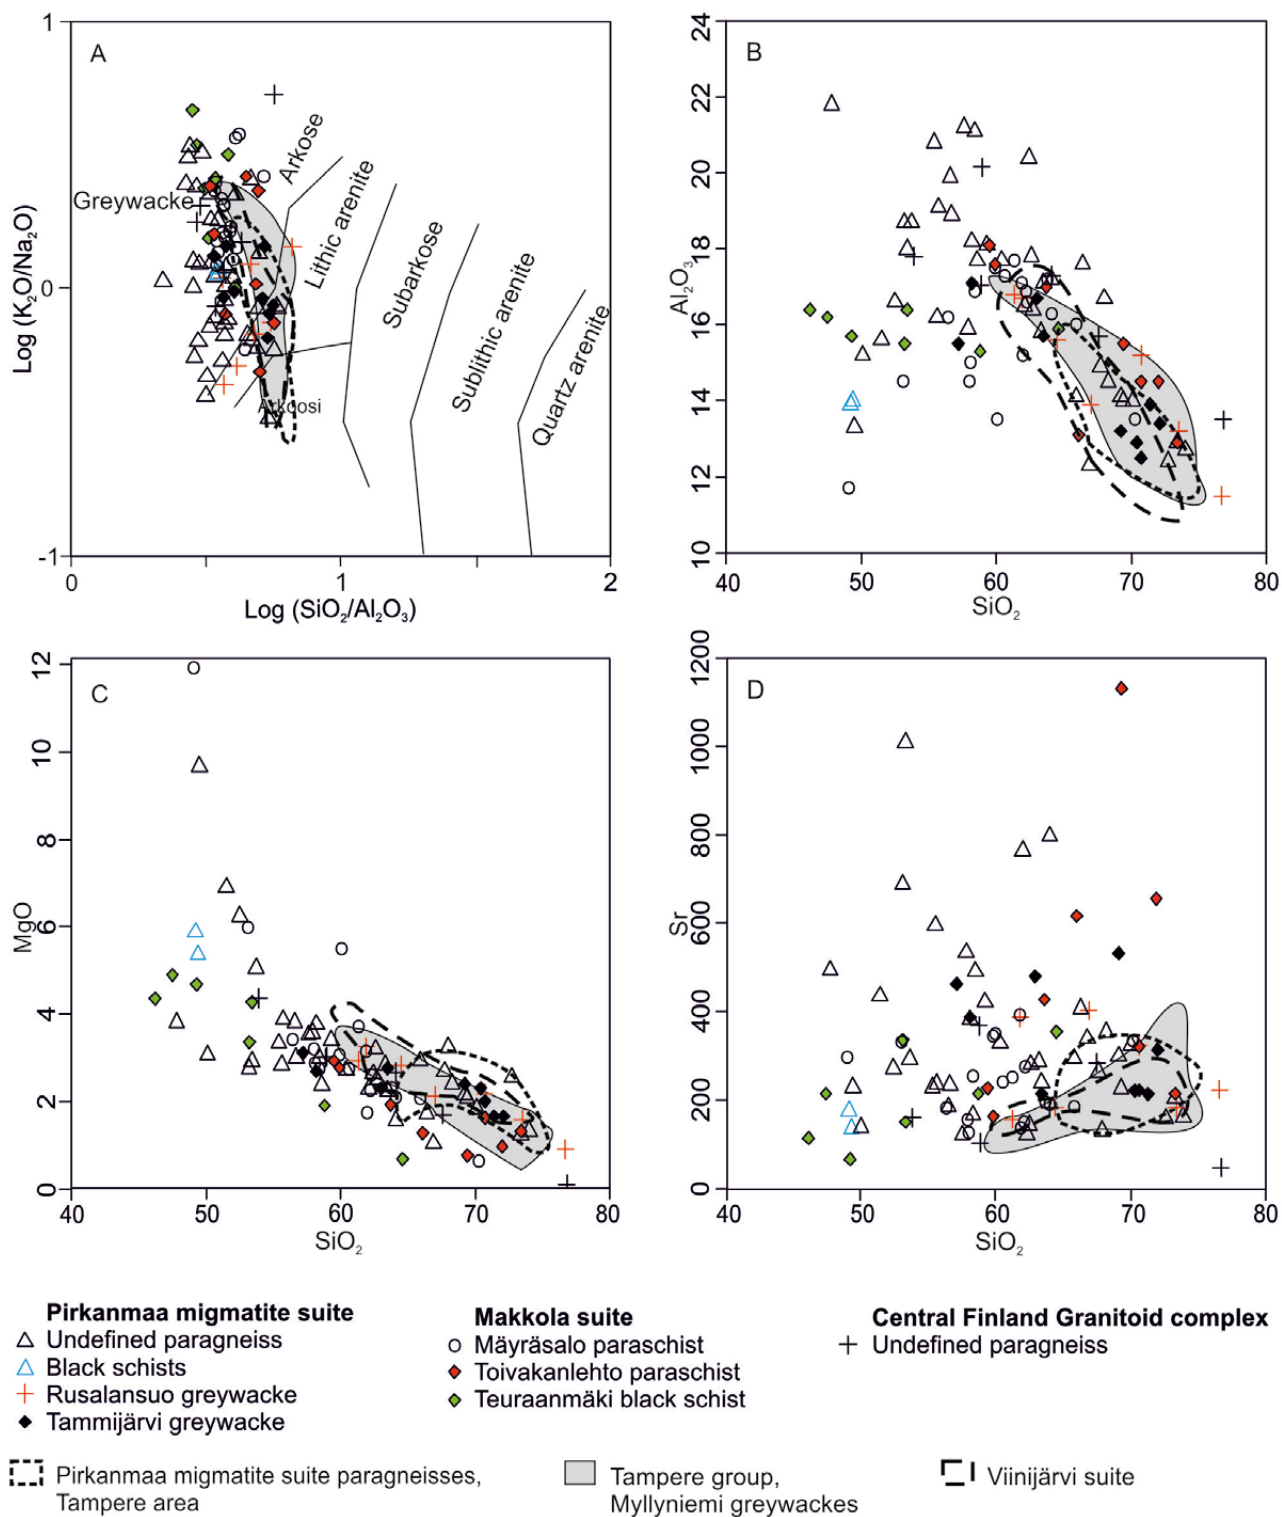 A
1
0
-1
0
1
2
Log (K₂O/Na₂O)
Log (SiO₂/Al₂O₃)
Greywacke
Arkose
Lithic arenite
Subarkose
Sublithic arenite
Quartz arenite
Arkoosi
B
24
22
20
18
16
14
12
10
Al₂O₃
40
50
60
70
80
SiO₂
C
12
10
8
6
4
2
0
MgO
40
50
60
70
80
SiO₂
D
1200
1000
800
600
400
200
0
Sr
40
50
60
70
80
SiO₂
Pirkanmaa migmatite suite
Undefined paragneiss
Black schists
Rusalansuo greywacke
Tammijärvi greywacke
Makkola suite
Mäyräsalo paraschist
Toivakanlehto paraschist
Teuraanmäki black schist
Central Finland Granitoid complex
Undefined paragneiss
Pirkanmaa migmatite suite paragneisses,
Tampere area
Tampere group,
Myllyniemi greywackes
Viinijärvi suite